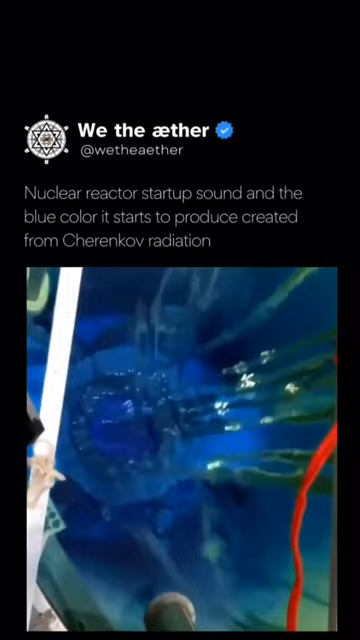 We the æther
@wetheaether
Nuclear reactor startup sound and the
blue color it starts to produce created
from Cherenkov radiation